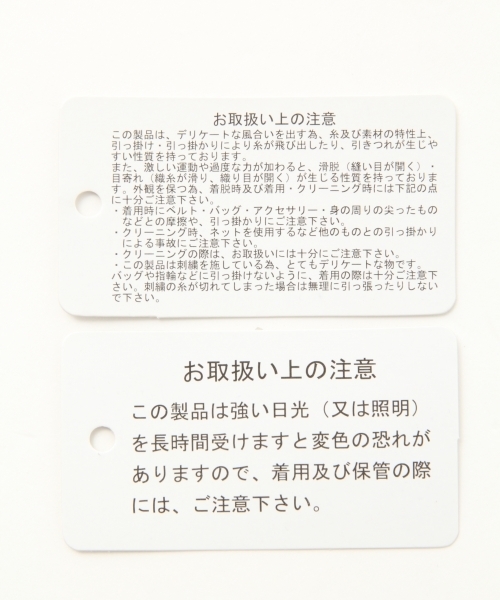 お取扱い上の注意
この製品は、デリケートな風合いを出す為、糸及び素材の特性上、
引っ掛け・引っ掛かりにより糸が飛び出したり、引きつれが生じや
すい性質を持っております。
また、激しい運動や過度な力が加わると、滑脱（縫い目が開く）・
目寄れ（織糸が滑り、織り目が開く）が生じる性質を持っておりま
す。外観を保つ為、着脱時及び着用・クリーニング時には下記の点
に十分ご注意下さい。
・着用時にベルト・バッグ・アクセサリー・身の周りの尖ったもの
などとの摩擦や、引っ掛かりにご注意下さい。
・クリーニング時、ネットを使用するなど他のものとの引っ掛かり
による事故にご注意下さい。
・クリーニングの際は、お取扱いには十分にご注意下さい。
・この製品は刺繍を施している為、とてもデリケートな物です。
バッグや指輪などに引っ掛けないように、着用の際は十分ご注意下
さい。刺繍の糸が切れてしまった場合は無理に引っ張ったりしない
で下さい。
お取扱い上の注意
この製品は強い日光（又は照明）
を長時間受けますと変色の恐れが
ありますので、着用及び保管の際
には、ご注意下さい。